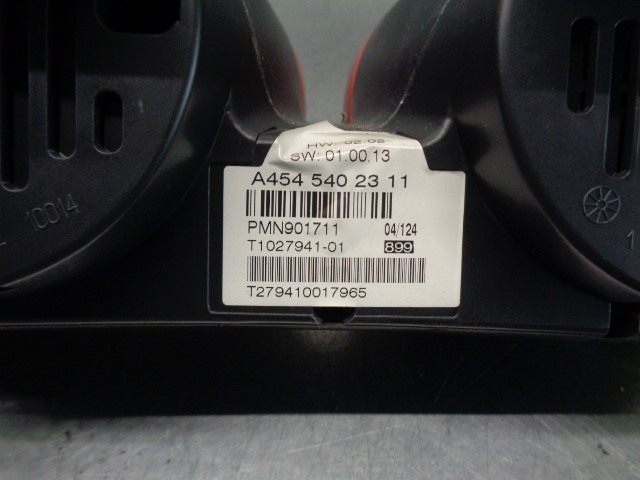 HW: 02.02
SW: 01.00.13
A454 540 23 11
PMN901711 04/124
T1027941-01 899
T279410017965
10014
1